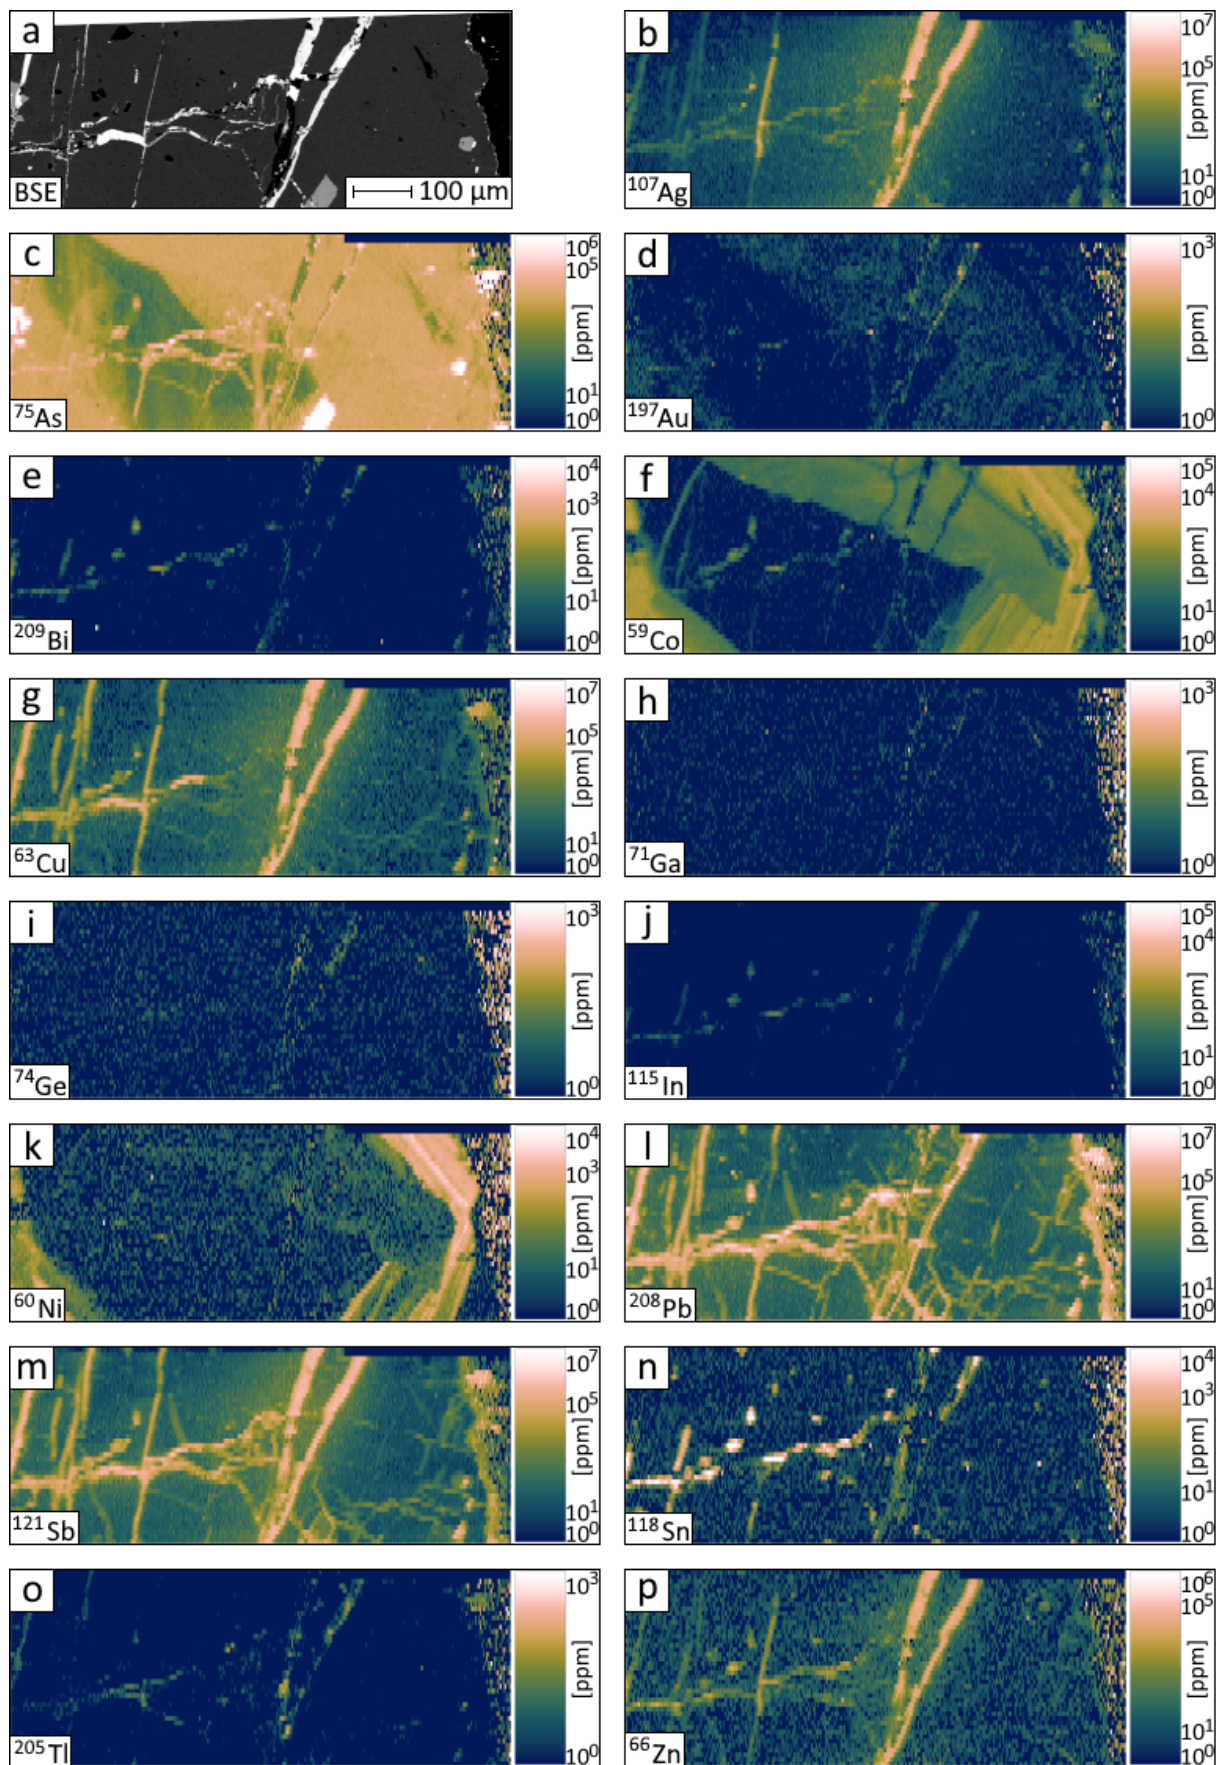 a
BSE
100 µm
b
107Ag
10^7
10^5
10^1
10^0
[ppm]
c
75As
10^6
10^5
10^1
10^0
[ppm]
d
197Au
10^3
10^0
[ppm]
e
209Bi
10^4
10^3
10^1
10^0
[ppm]
f
59Co
10^5
10^4
10^1
10^0
[ppm]
g
63Cu
10^7
10^5
10^1
10^0
[ppm]
h
71Ga
10^3
10^0
[ppm]
i
74Ge
10^3
10^0
[ppm]
j
115In
10^5
10^4
10^1
10^0
[ppm]
k
60Ni
10^4
10^3
10^1
10^0
[ppm]
l
208Pb
10^7
10^5
10^1
10^0
[ppm]
m
121Sb
10^7
10^5
10^1
10^0
[ppm]
n
118Sn
10^4
10^3
10^1
10^0
[ppm]
o
205Tl
10^3
10^0
[ppm]
p
66Zn
10^6
10^5
10^1
10^0
[ppm]